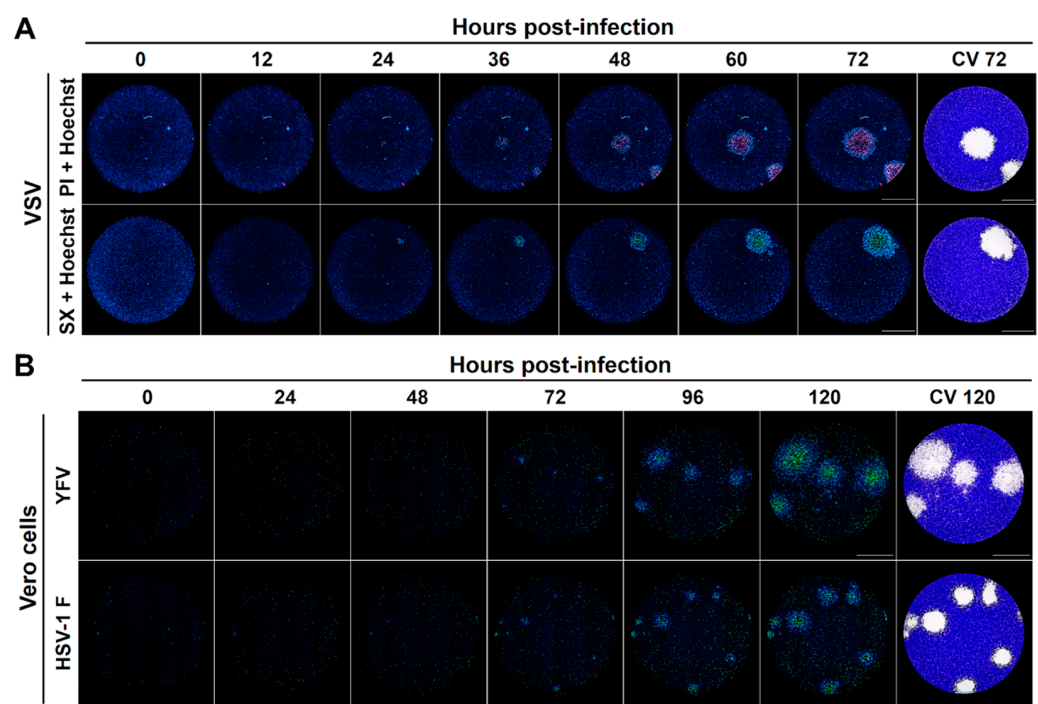 A
Hours post-infection
0 12 24 36 48 60 72 CV 72
VSV
PI + Hoechst
SX + Hoechst
B
Hours post-infection
0 24 48 72 96 120 CV 120
Vero cells
YFV
HSV-1 F